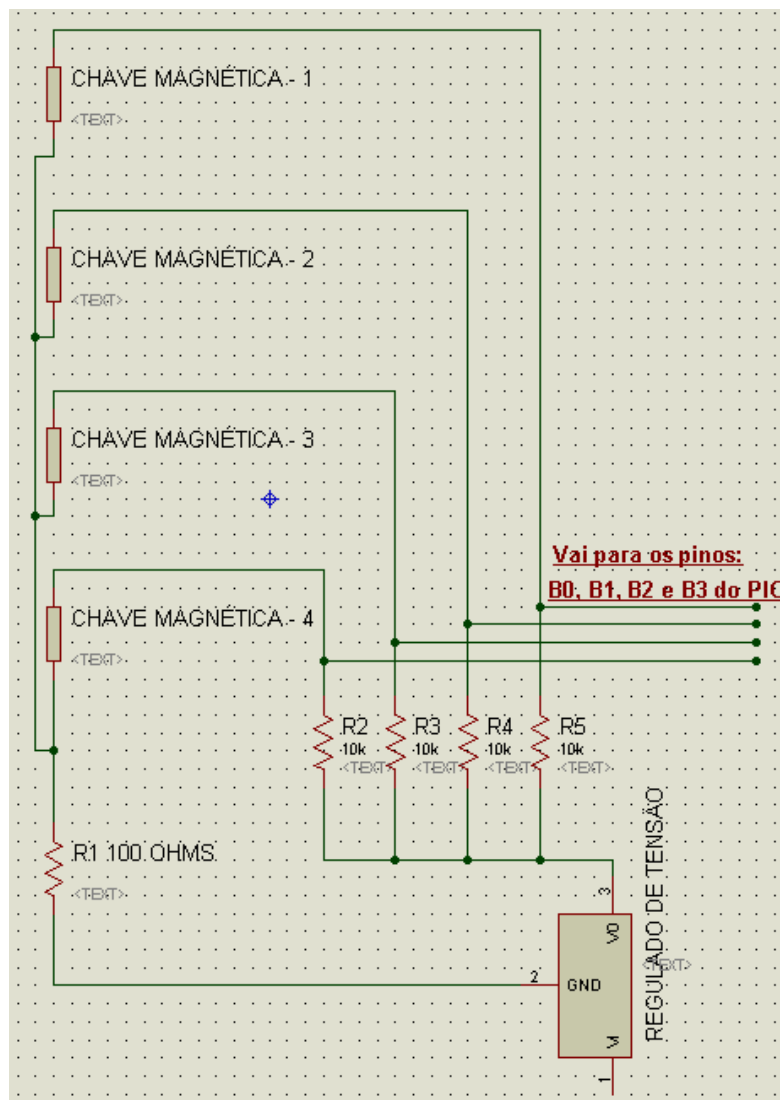 CHAVE MAGNÉTICA - 1
<TEXT>
CHAVE MAGNÉTICA - 2
<TEXT>
CHAVE MAGNÉTICA - 3
<TEXT>
Vai para os pinos:
B0, B1, B2 e B3 do PIC
CHAVE MAGNÉTICA - 4
<TEXT>
R2
10k
<TEXT>
R3
10k
<TEXT>
R4
10k
<TEXT>
R5
10k
<TEXT>
R1 100 OHMS
<TEXT>
3
VO
2
GND
VI
1
REGULADO DE TENSÃO
<TEXT>